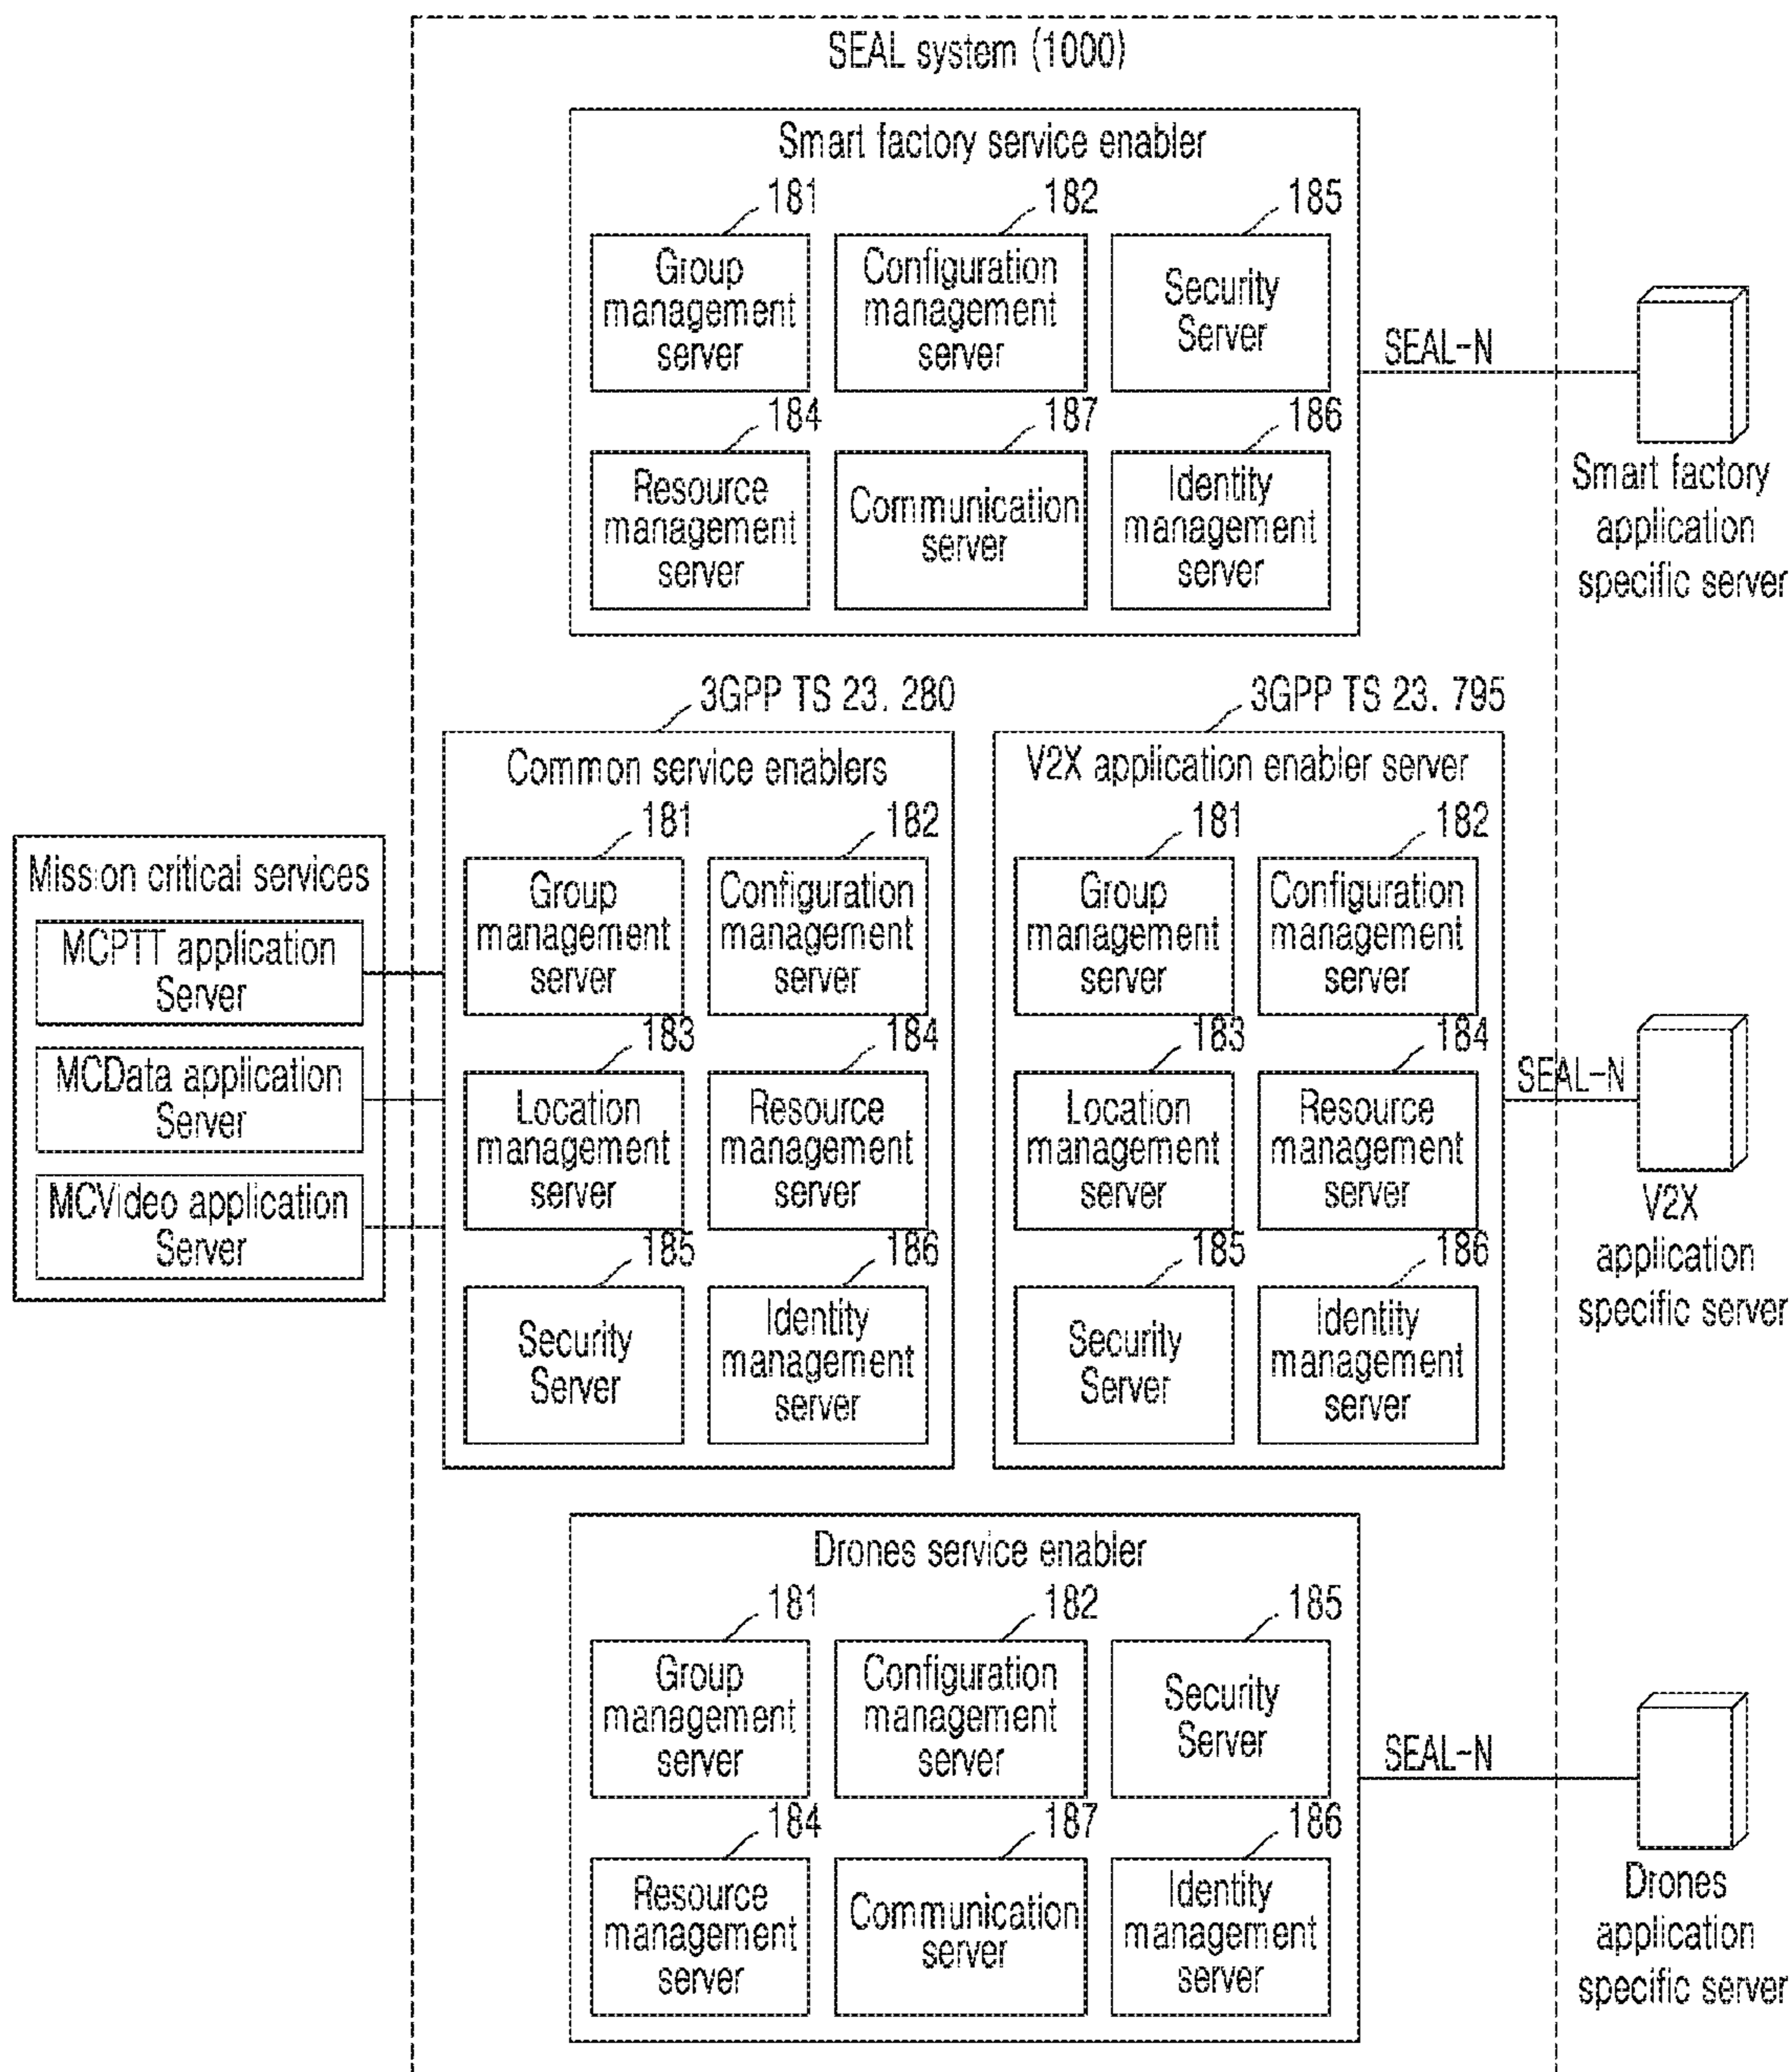 SEAL system (1000)
Smart factory service enabler
181
182
185
Group
management
server
Configuration
management
server
Security
Server
184
187
186
Resource
management
server
Communication
server
Identity
management
server
SEAL-N
Smart factory
application
specific server
3GPP TS 23. 280
3GPP TS 23. 795
Mission critical services
MCPTT application
Server
MCData application
Server
MCVideo application
Server
Common service enablers
181
182
Group
management
server
Configuration
management
server
183
184
Location
management
server
Resource
management
server
185
186
Security
Server
Identity
management
server
V2X application enabler server
181
182
Group
management
server
Configuration
management
server
183
184
Location
management
server
Resource
management
server
185
186
Security
Server
Identity
management
server
SEAL-N
V2X
application
specific server
Drones service enabler
181
182
185
Group
management
server
Configuration
management
server
Security
Server
184
187
186
Resource
management
server
Communication
server
Identity
management
server
SEAL-N
Drones
application
specific server